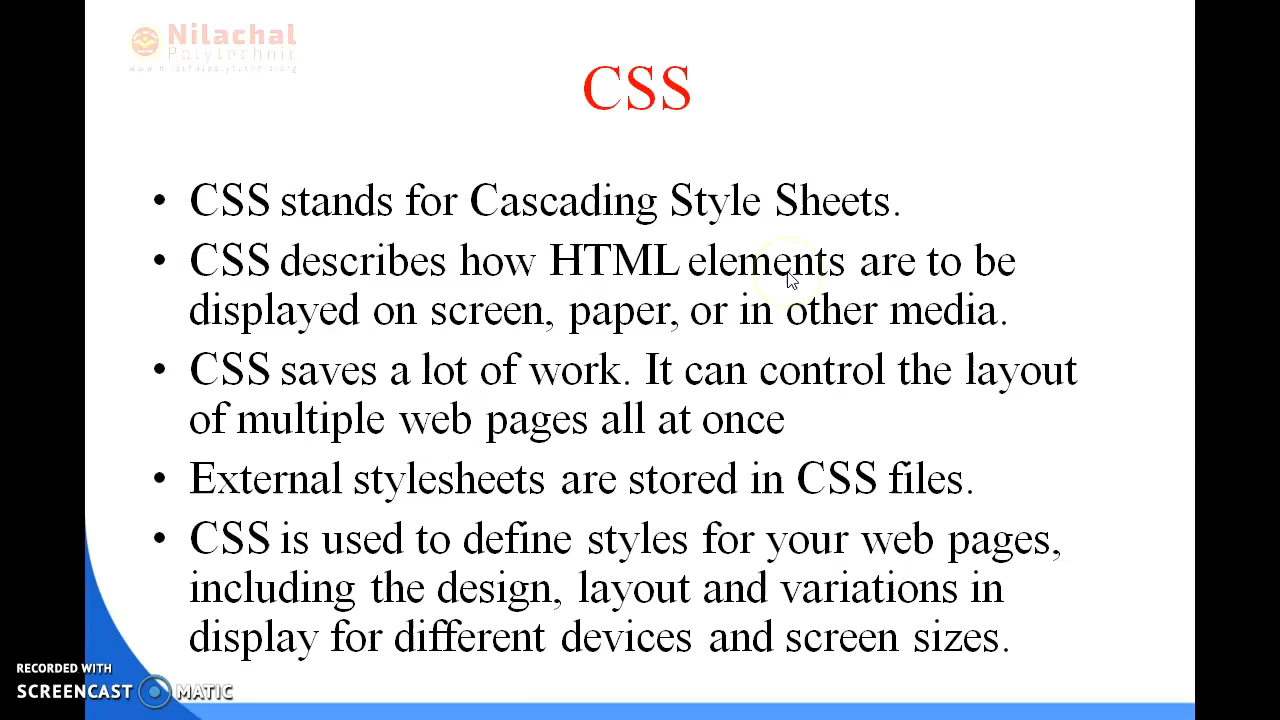 Nilachal
Polytechnic
www.nilachalpolytechnic.org
CSS
• CSS stands for Cascading Style Sheets.
• CSS describes how HTML elements are to be
displayed on screen, paper, or in other media.
• CSS saves a lot of work. It can control the layout
of multiple web pages all at once
• External stylesheets are stored in CSS files.
• CSS is used to define styles for your web pages,
including the design, layout and variations in
display for different devices and screen sizes.
RECORDED WITH
SCREENCAST MATIC